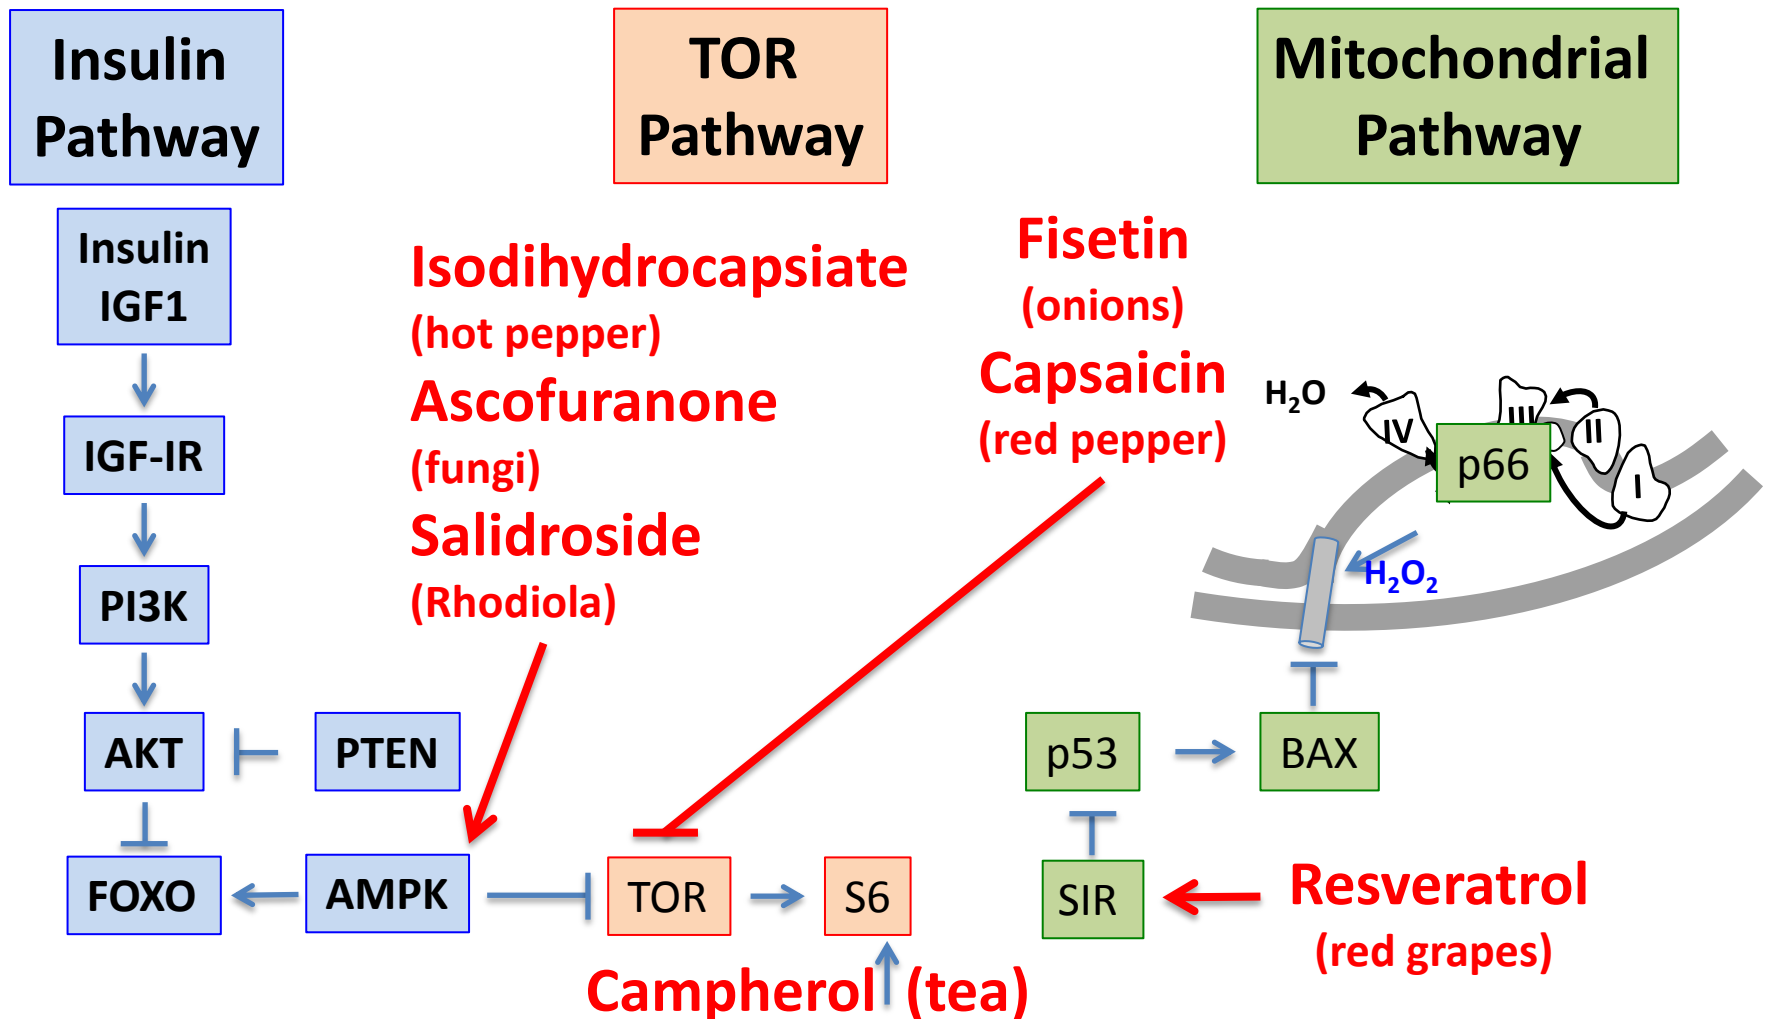 Insulin
Pathway
TOR
Pathway
Mitochondrial
Pathway
Insulin
IGF1
IGF-IR
PI3K
AKT
PTEN
FOXO
AMPK
Isodihydrocapsiate
(hot pepper)
Ascofuranone
(fungi)
Salidroside
(Rhodiola)
Fisetin
(onions)
Capsaicin
(red pepper)
TOR
S6
Campherol (tea)
H₂O
IV
III
II
I
p66
H₂O₂
p53
BAX
SIR
Resveratrol
(red grapes)